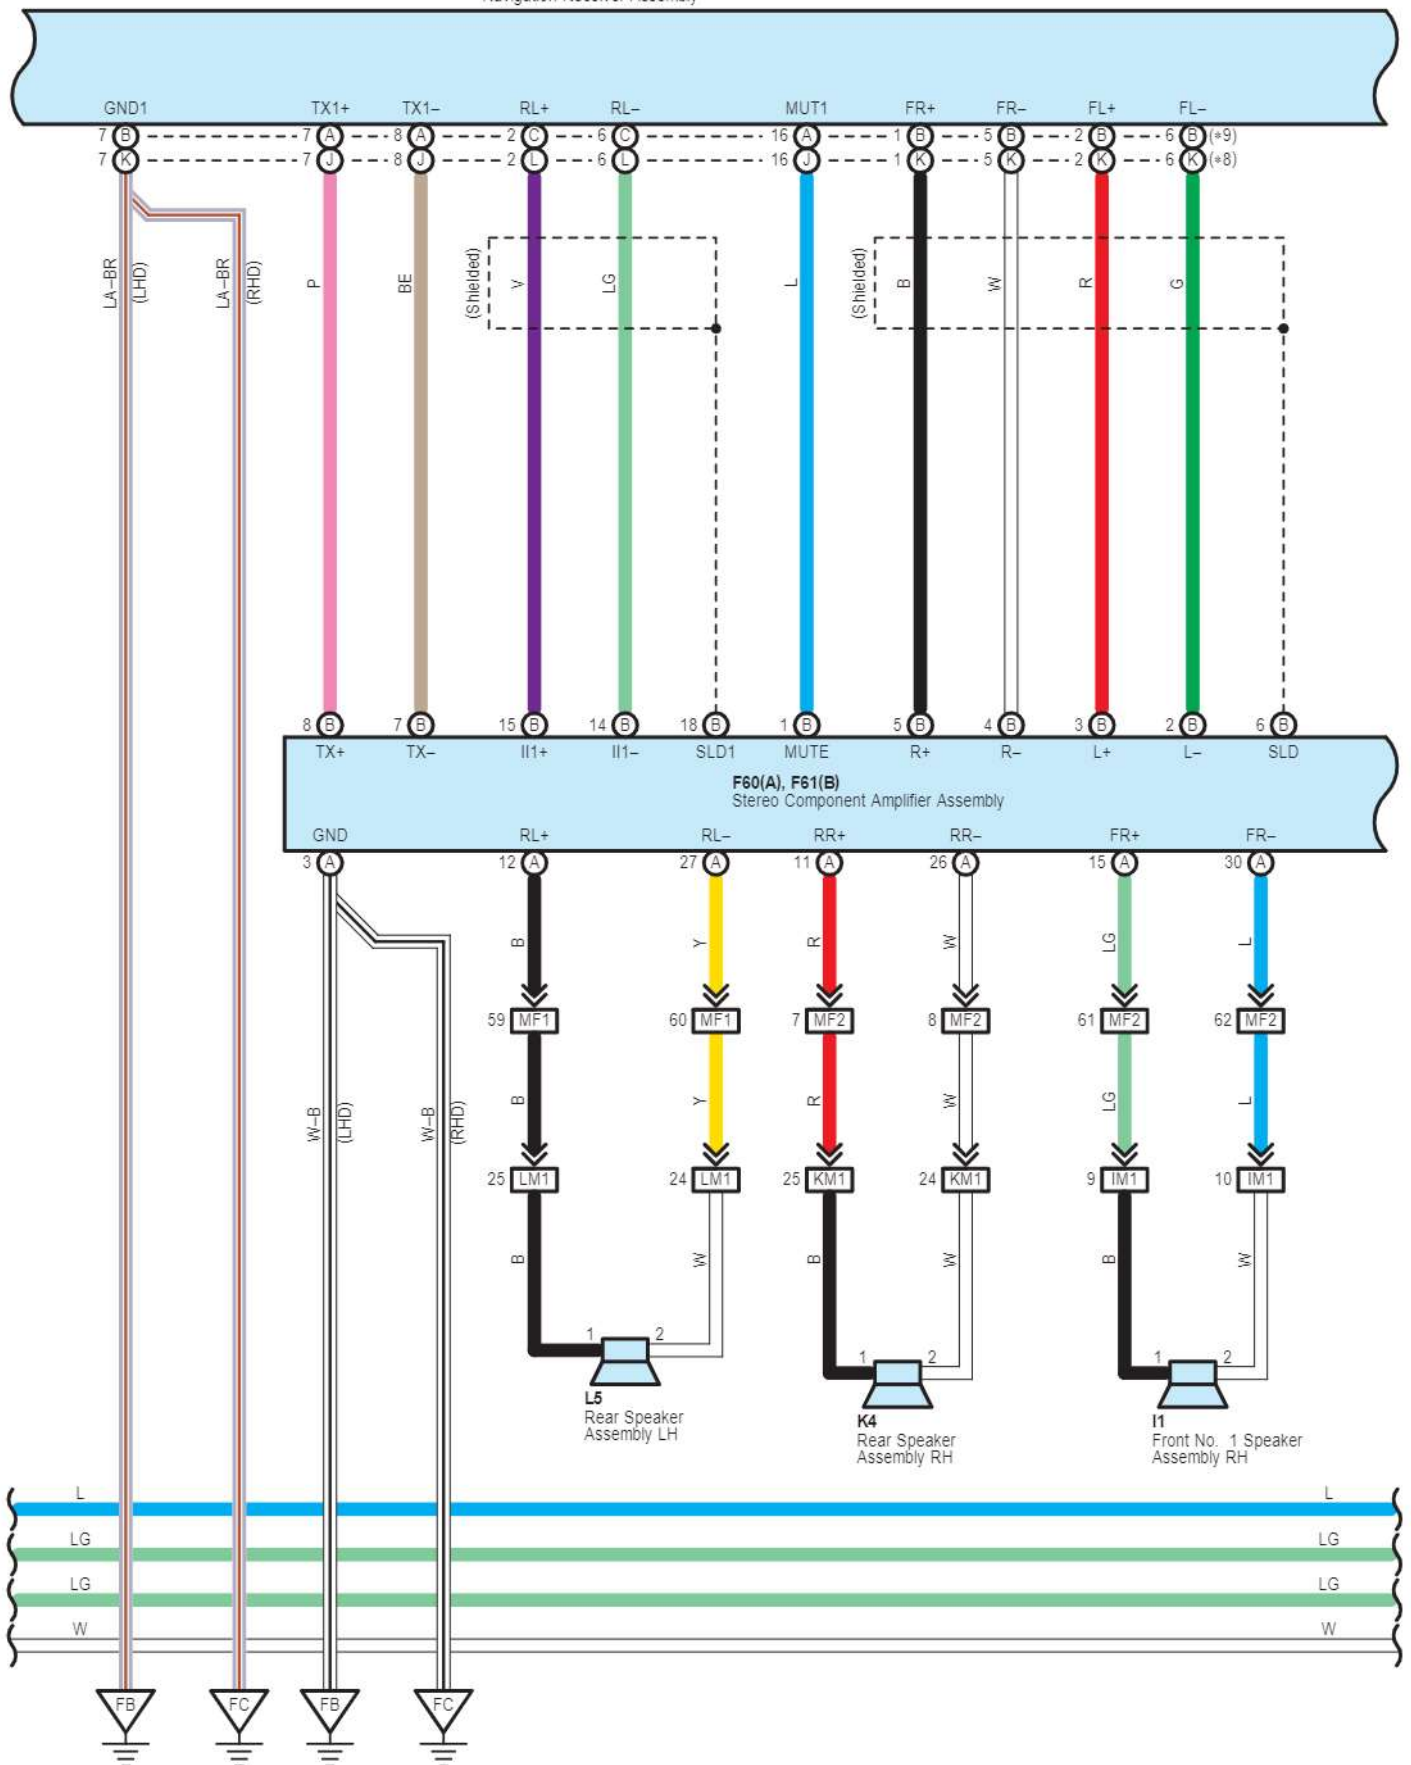 GND1 TX1+ TX1– RL+ RL– MUT1 FR+ FR– FL+ FL–
7 B 7 A 8 A 2 C 6 C 16 A 1 B 5 B 2 B 6 B (*9)
7 K 7 J 8 J 2 L 6 L 16 J 1 K 5 K 2 K 6 K (*8)
LA–BR
(LHD)
LA–BR
(RHD)
P
BE
(Shielded)
V
LG
L
(Shielded)
B
W
R
G
8 B 7 B 15 B 14 B 18 B 1 B 5 B 4 B 3 B 2 B 6 B
TX+ TX– II1+ II1– SLD1 MUTE R+ R– L+ L– SLD
F60(A), F61(B)
Stereo Component Amplifier Assembly
GND RL+ RL– RR+ RR– FR+ FR–
3 A 12 A 27 A 11 A 26 A 15 A 30 A
B Y R W LG L
59 MF1 60 MF1 7 MF2 8 MF2 61 MF2 62 MF2
W–B
(LHD)
W–B
(RHD)
B Y R W LG L
25 LM1 24 LM1 25 KM1 24 KM1 9 IM1 10 IM1
B W B W B W
1 2
1 2
1 2
L5
Rear Speaker
Assembly LH
K4
Rear Speaker
Assembly RH
I1
Front No. 1 Speaker
Assembly RH
L L
LG LG
LG LG
W W
FB FC FB FC